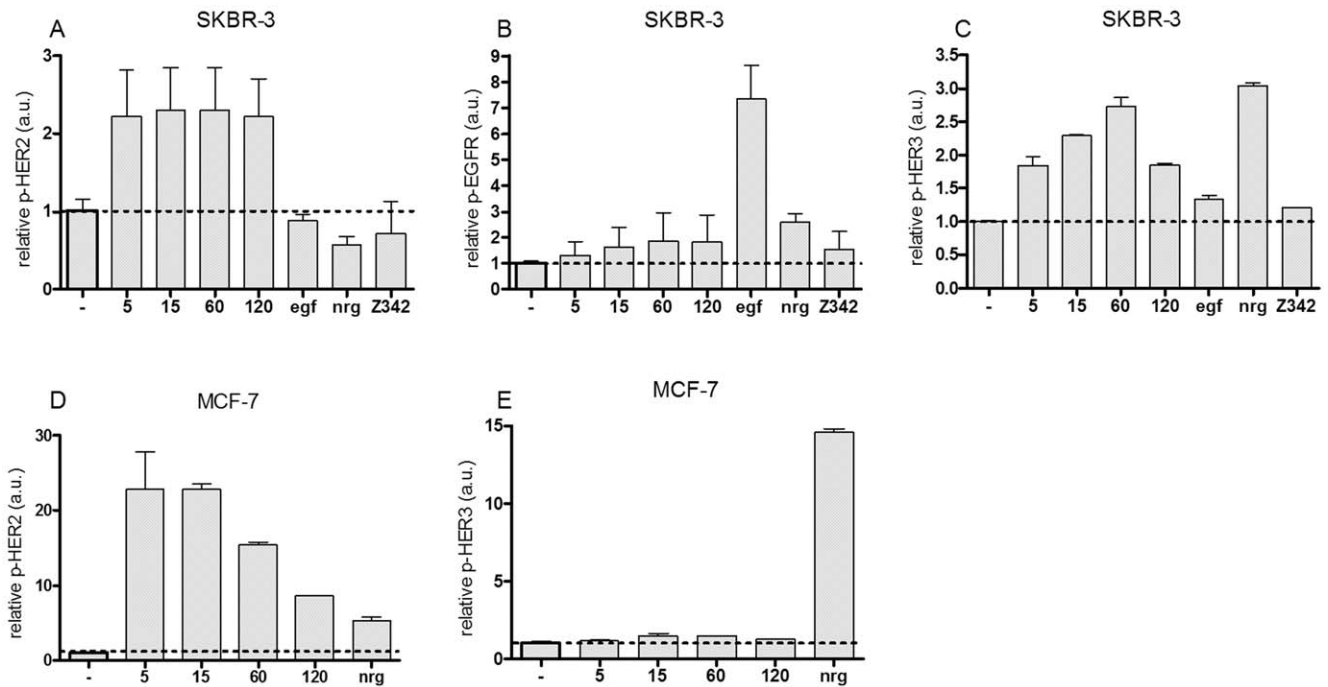 A
SKBR-3
relative p-HER2 (a.u.)
3
2
1
0
- 5 15 60 120 egf nrg Z342
B
SKBR-3
relative p-EGFR (a.u.)
9
8
7
6
5
4
3
2
1
0
- 5 15 60 120 egf nrg Z342
C
SKBR-3
relative p-HER3 (a.u.)
3.5
3.0
2.5
2.0
1.5
1.0
0.5
0.0
- 5 15 60 120 egf nrg Z342
D
MCF-7
relative p-HER2 (a.u.)
30
20
10
0
- 5 15 60 120 nrg
E
MCF-7
relative p-HER3 (a.u.)
15
10
5
0
- 5 15 60 120 nrg